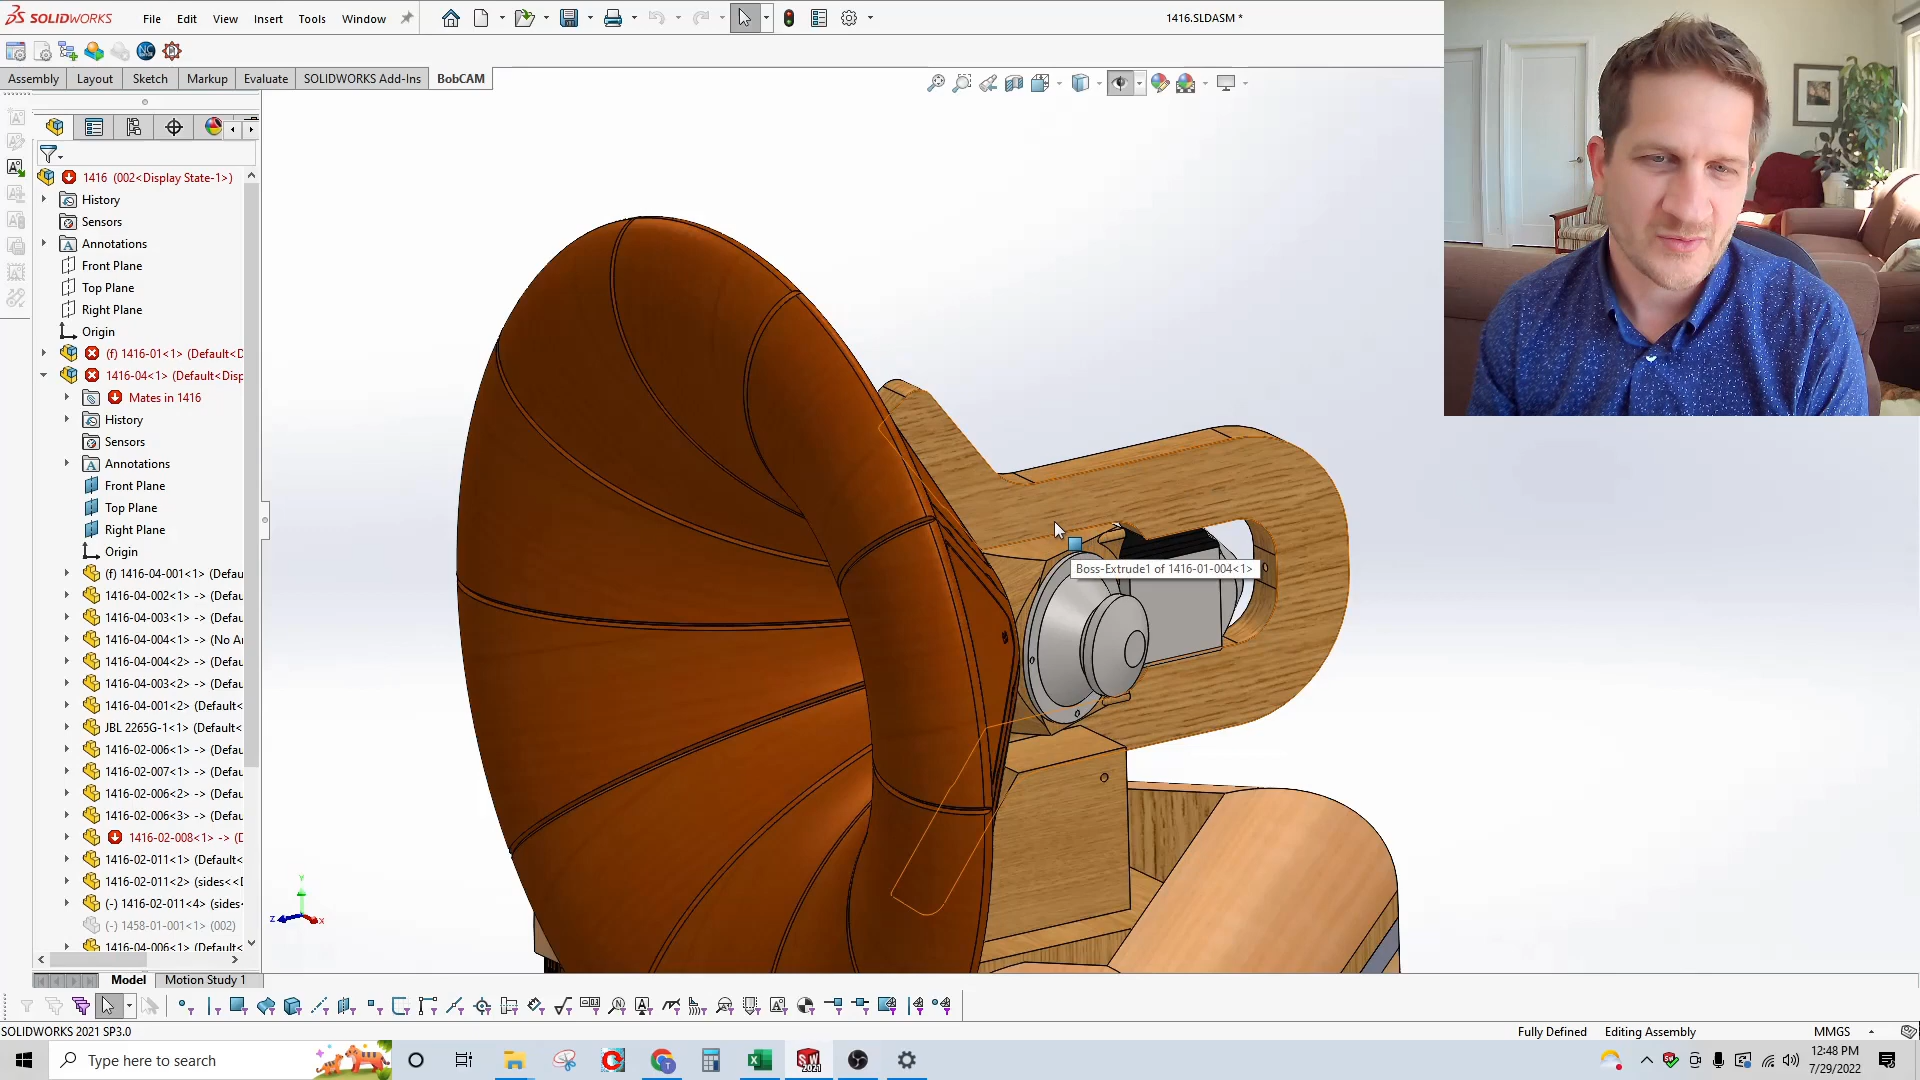 SOLIDWORKS File Edit View Insert Tools Window 1416.SLDASM *
Assembly Layout Sketch Markup Evaluate SOLIDWORKS Add-Ins BobCAM
1416 (002<Display State-1>)
History
Sensors
Annotations
Front Plane
Top Plane
Right Plane
Origin
(f) 1416-01<1> (Default<D
1416-04<1> (Default<Disp
Mates in 1416
History
Sensors
Annotations
Front Plane
Top Plane
Right Plane
Origin
(f) 1416-04-001<1> (Defau
1416-04-002<1> (Defau
1416-04-003<1> -> (Defau
1416-04-004<1> (No Ar
1416-04-004<2> (Defau
1416-04-003<2> (Defau
1416-04-001<2> (Defau
JBL 2265G-1<1> (Default<
1416-02-006<1> -> (Defau
1416-02-007<1> -> (Defau
1416-02-006<2> -> (Defau
1416-02-006<3> -> (Defau
1416-02-008<1> -> (D
1416-02-011<1> (Default<
1416-02-011<2> (sides<<D
(-) 1416-02-011<4> (sides<
(-) 1458-01-001<1> (002)
1416-04-006<1> (Default<
Boss-Extrude1 of 1416-01-004<1>
Y
Z X
Model Motion Study 1
SOLIDWORKS 2021 SP3.0 Fully Defined Editing Assembly MMGS
Type here to search
12:48 PM
7/29/2022